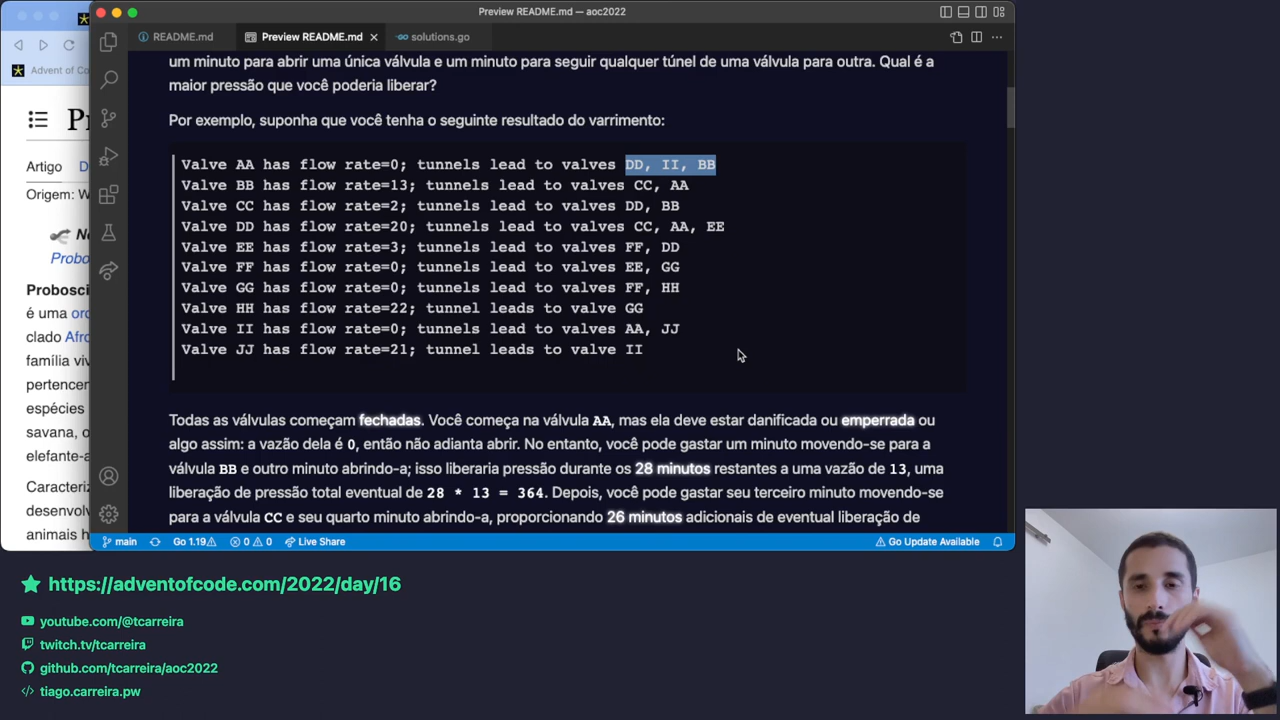 Preview README.md — aoc2022
README.md
Preview README.md
solutions.go
Advent of Co
Pr
Artigo D
Origem: W
No
Probo
Proboscid
é uma ord
clado Afro
família viv
pertencen
espécies
savana, o
elefante-a
Caracteriz
desenvolv
animais h
um minuto para abrir uma única válvula e um minuto para seguir qualquer túnel de uma válvula para outra. Qual é a
maior pressão que você poderia liberar?
Por exemplo, suponha que você tenha o seguinte resultado do varrimento:
Valve AA has flow rate=0; tunnels lead to valves DD, II, BB
Valve BB has flow rate=13; tunnels lead to valves CC, AA
Valve CC has flow rate=2; tunnels lead to valves DD, BB
Valve DD has flow rate=20; tunnels lead to valves CC, AA, EE
Valve EE has flow rate=3; tunnels lead to valves FF, DD
Valve FF has flow rate=0; tunnels lead to valves EE, GG
Valve GG has flow rate=0; tunnels lead to valves FF, HH
Valve HH has flow rate=22; tunnel leads to valve GG
Valve II has flow rate=0; tunnels lead to valves AA, JJ
Valve JJ has flow rate=21; tunnel leads to valve II
Todas as válvulas começam fechadas. Você começa na válvula AA, mas ela deve estar danificada ou emperrada ou
algo assim: a vazão dela é 0, então não adianta abrir. No entanto, você pode gastar um minuto movendo-se para a
válvula BB e outro minuto abrindo-a; isso liberaria pressão durante os 28 minutos restantes a uma vazão de 13, uma
liberação de pressão total eventual de 28 * 13 = 364. Depois, você pode gastar seu terceiro minuto movendo-se
para a válvula CC e seu quarto minuto abrindo-a, proporcionando 26 minutos adicionais de eventual liberação de
main Go 1.19 0 0 Live Share Go Update Available
https://adventofcode.com/2022/day/16
youtube.com/@tcarreira
twitch.tv/tcarreira
github.com/tcarreira/aoc2022
tiago.carreira.pw